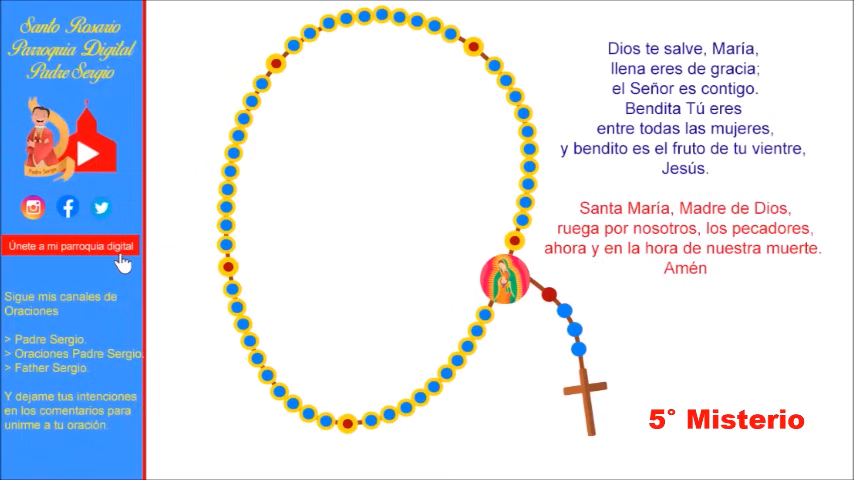 Santo Rosario
Parroquia Digital
Padre Sergio
Padre Sergio
Únete a mi parroquia digital
Sigue mis canales de
Oraciones
> Padre Sergio.
> Oraciones Padre Sergio.
> Father Sergio.
Y dejame tus intenciones
en los comentarios para
unirme a tu oración.
Dios te salve, María,
llena eres de gracia;
el Señor es contigo.
Bendita Tú eres
entre todas las mujeres,
y bendito es el fruto de tu vientre,
Jesús.
Santa María, Madre de Dios,
ruega por nosotros, los pecadores,
ahora y en la hora de nuestra muerte.
Amén
5° Misterio